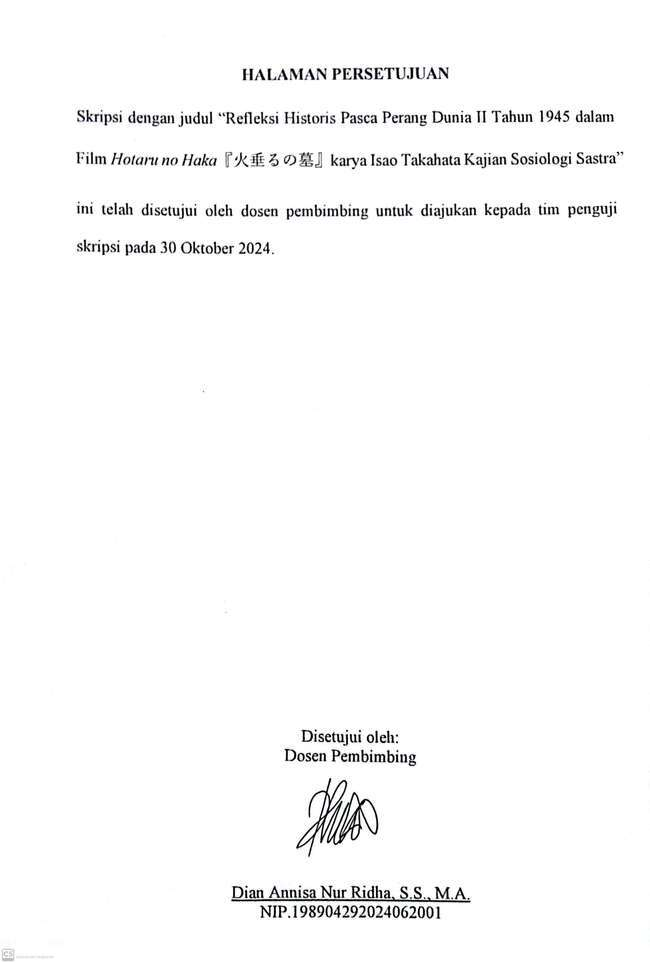 HALAMAN PERSETUJUAN
Skripsi dengan judul “Refleksi Historis Pasca Perang Dunia II Tahun 1945 dalam
Film Hotaru no Haka『火垂るの墓』karya Isao Takahata Kajian Sosiologi Sastra”
ini telah disetujui oleh dosen pembimbing untuk diajukan kepada tim penguji
skripsi pada 30 Oktober 2024.
Disetujui oleh:
Dosen Pembimbing
Dian Annisa Nur Ridha, S.S., M.A.
NIP.198904292024062001
CS